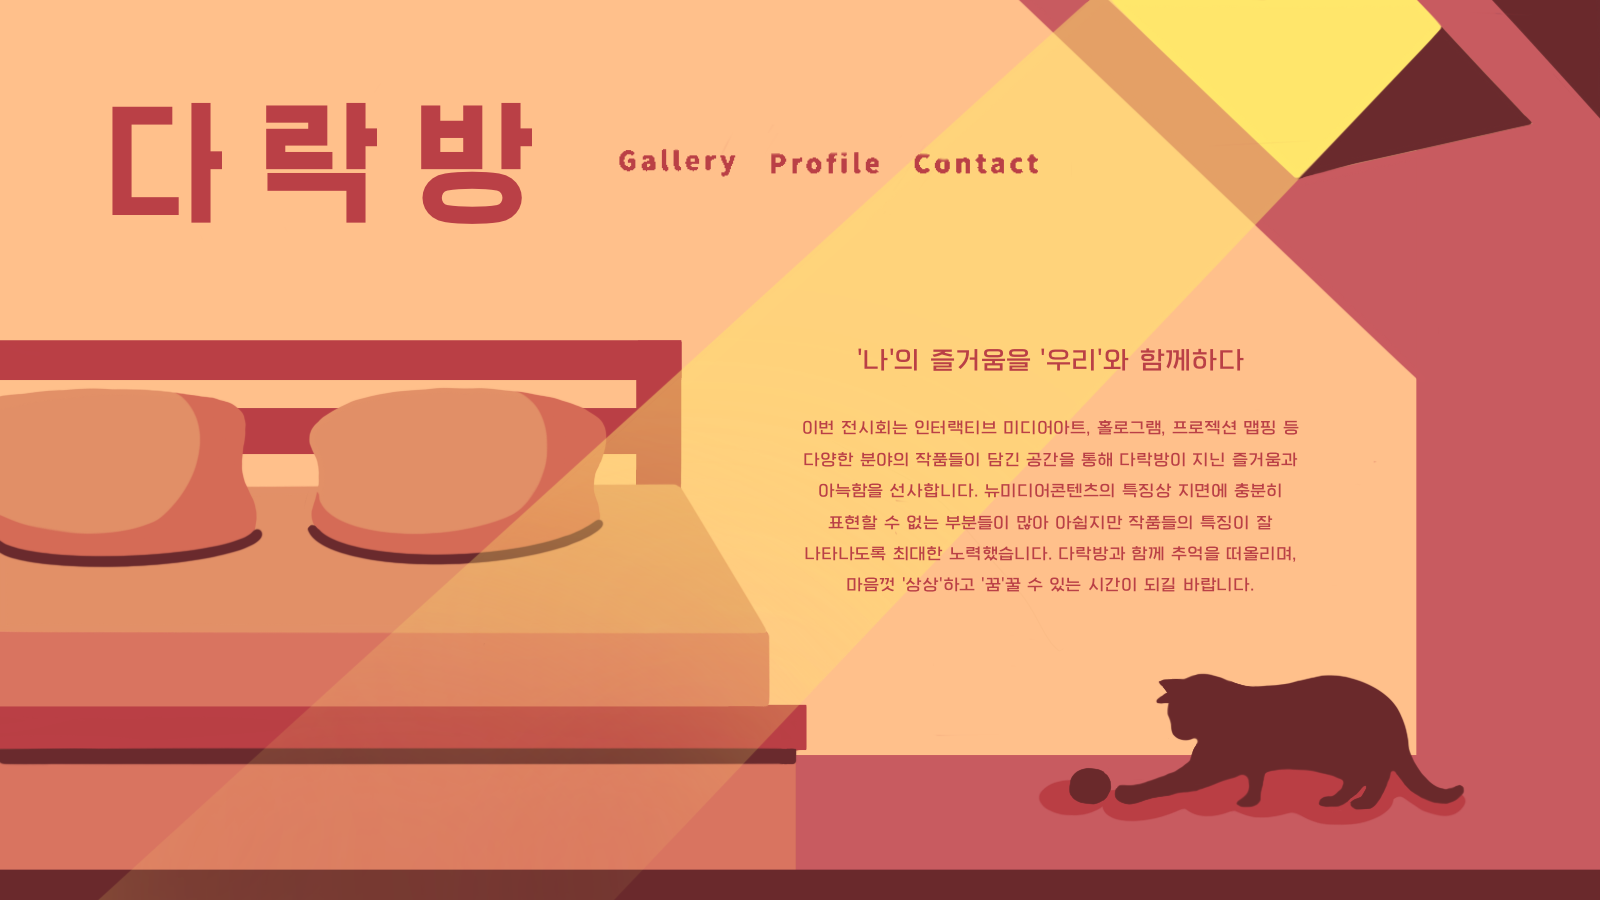 다락방
Gallery Profile Contact
'나'의 즐거움을 '우리'와 함께하다
이번 전시회는 인터랙티브 미디어아트, 홀로그램, 프로젝션 맵핑 등
다양한 분야의 작품들이 담긴 공간을 통해 다락방이 지닌 즐거움과
아늑함을 선사합니다. 뉴미디어콘텐츠의 특징상 지면에 충분히
표현할 수 없는 부분들이 많아 아쉽지만 작품들의 특징이 잘
나타나도록 최대한 노력했습니다. 다락방과 함께 추억을 떠올리며,
마음껏 '상상'하고 '꿈'꿀 수 있는 시간이 되길 바랍니다.